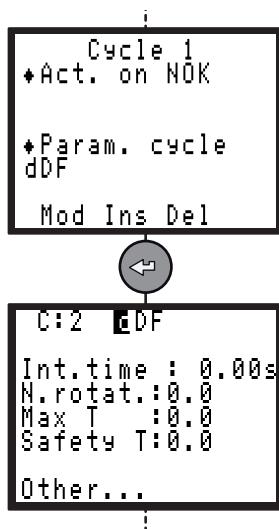 Cycle 1
♦Act. on NOK
♦Param. cycle
dDF
Mod Ins Del
C:2 dDF
Int.time : 0.00s
N.rotat.:0.0
Max T :0.0
Safety T:0.0
Other...